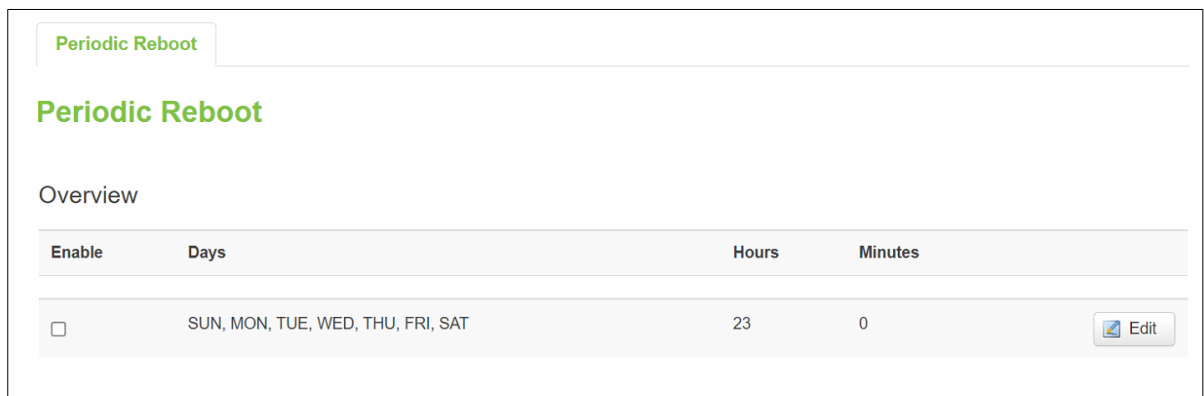 Periodic Reboot
Periodic Reboot
Overview
Enable Days Hours Minutes
SUN, MON, TUE, WED, THU, FRI, SAT 23 0 Edit